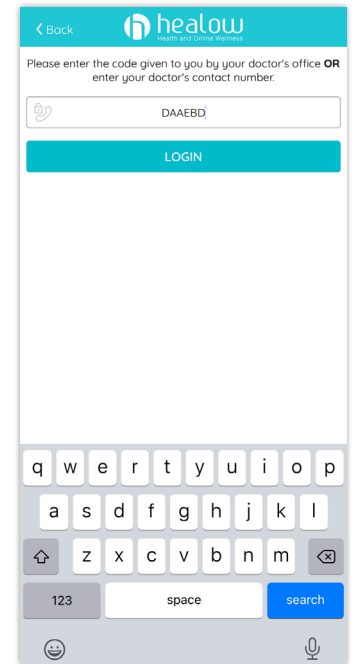 Back
healow
Health and Online Wellness
Please enter the code given to you by your doctor's office OR
enter your doctor's contact number.
DAAEBD
LOGIN
q w e r t y u i o p
a s d f g h j k l
z x c v b n m
123 space search